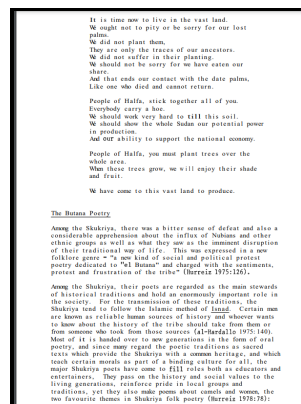 It is time now to live in the vast land.
We ought not to pity or be sorry for our lost
palms.
We did not plant them,
They are only the traces of our ancestors.
We did not suffer in their planting.
We should not be sorry for we have eaten our
share.
And that ends our contact with the date palms,
Like one who died and cannot return.
People of Halfa, stick together all of you.
Everybody carry a hoe.
We should work very hard to till this soil.
We should show the whole Sudan our potential power
in production.
And our ability to support the national economy.
People of Halfa, you must plant trees over the
whole area.
When these trees grow, we will enjoy their shade
and fruit.
We have come to this vast land to produce.
The Butana Poetry
Among the Shukriya, there was a bitter sense of defeat and also a
considerable apprehension about the influx of Nubians and other
ethnic groups as well as what they saw as the imminent disruption
of their traditional way of life. This was expressed in a new
folklore genre - "a new kind of social and political protest
poetry dedicated to "el Butana" and charged with the sentiments,
protest and frustration of the tribe" (Hurreiz 1975:126).
Among the Shukriya, their poets are regarded as the main stewards
of historical traditions and hold an enormously important role in
the society. For the transmission of these traditions, the
Shukriya tend to follow the Islamic method of Isnad. Certain men
are known as reliable human sources of history and whoever wants
to know about the history of the tribe should take from them or
from someone who took from those sources (al-Hardallo 1975:140).
Most of it is handed over to new generations in the form of oral
poetry, and since many regard the poetic traditions as sacred
texts which provide the Shukriya with a common heritage, and which
teach certain morals as part of a binding culture for all, the
major Shukriya poets have come to fill roles both as educators and
entertainers. They pass on the history and social values to the
living generations, reinforce pride in local groups and
traditions, yet they also make poems about camels and women, the
two favourite themes in Shukriya folk poetry (Hurreiz 1978:78):